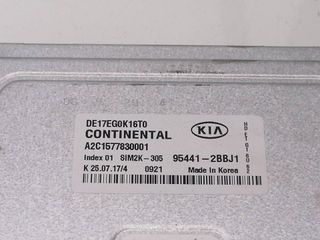 DE17EG0K16T0
CONTINENTAL
KIA
A2C1577830001
Index 01 SIM2K-305 95441-2BBJ1
K 25.07.17/4 0921 Made in Korea